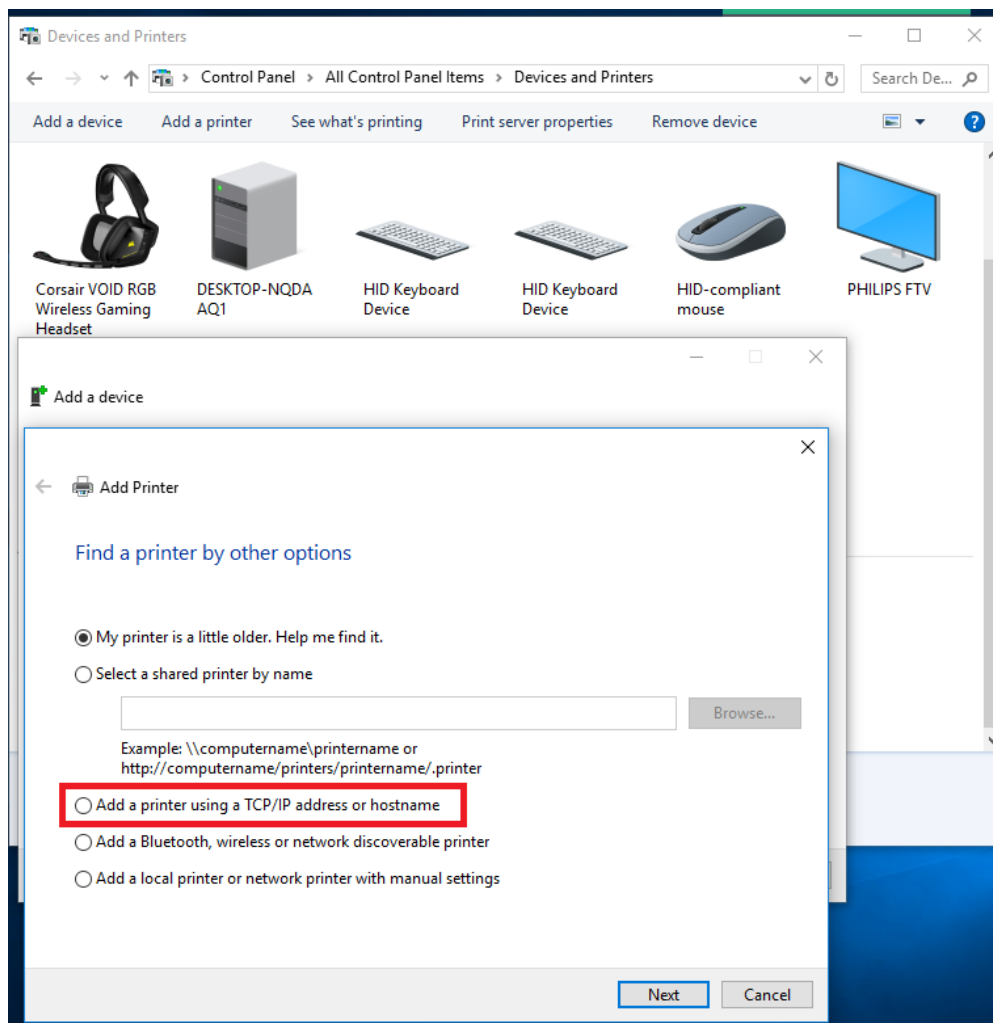 Devices and Printers
Control Panel > All Control Panel Items > Devices and Printers
Search De...
Add a device
Add a printer
See what's printing
Print server properties
Remove device
Corsair VOID RGB
Wireless Gaming
Headset
DESKTOP-NQDA
AQ1
HID Keyboard
Device
HID Keyboard
Device
HID-compliant
mouse
PHILIPS FTV
Add a device
Add Printer
Find a printer by other options
My printer is a little older. Help me find it.
Select a shared printer by name
Browse...
Example: \\computername\printername or
http://computername/printers/printername/.printer
Add a printer using a TCP/IP address or hostname
Add a Bluetooth, wireless or network discoverable printer
Add a local printer or network printer with manual settings
Next
Cancel